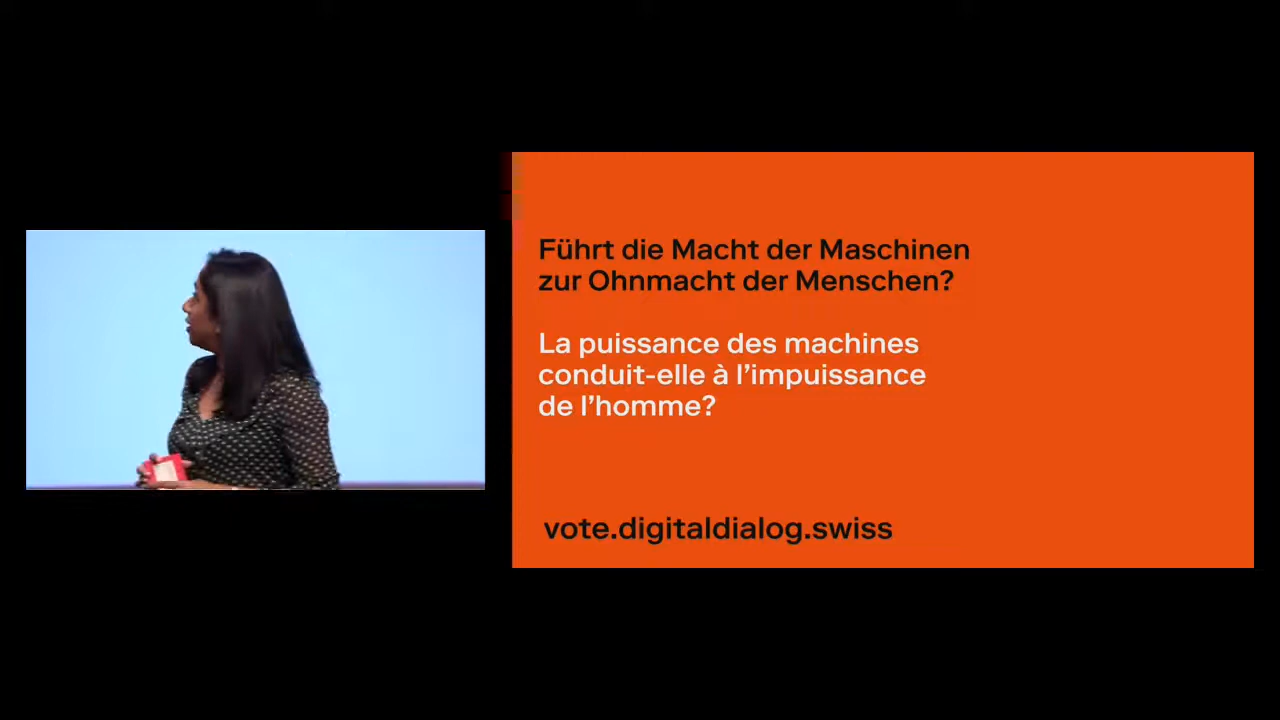 Führt die Macht der Maschinen
zur Ohnmacht der Menschen?
La puissance des machines
conduit-elle à l’impuissance
de l’homme?
vote.digitaldialog.swiss